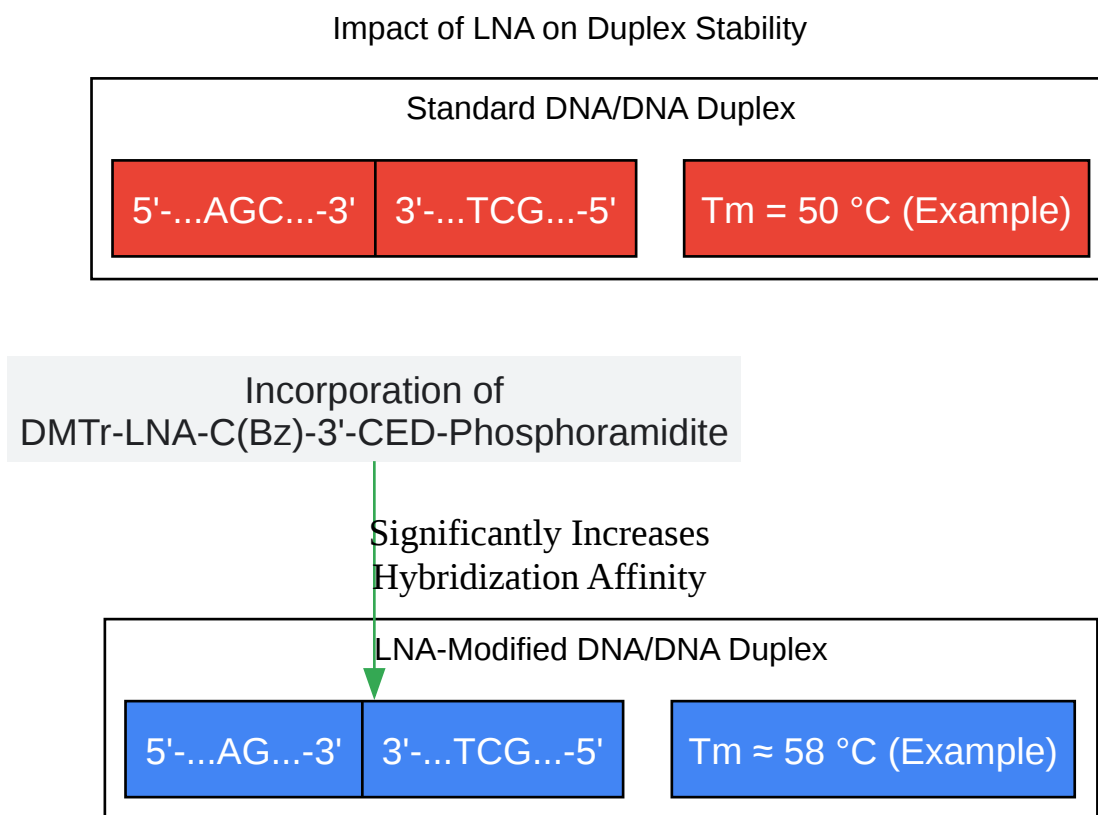 Impact of LNA on Duplex Stability
Standard DNA/DNA Duplex
5'-...AGC...-3' 3'-...TCG...-5' Tm = 50 °C (Example)
Incorporation of
DMTr-LNA-C(Bz)-3'-CED-Phosphoramidite
Significantly Increases
Hybridization Affinity
LNA-Modified DNA/DNA Duplex
5'-...AG...-3' 3'-...TCG...-5' Tm ≈ 58 °C (Example)